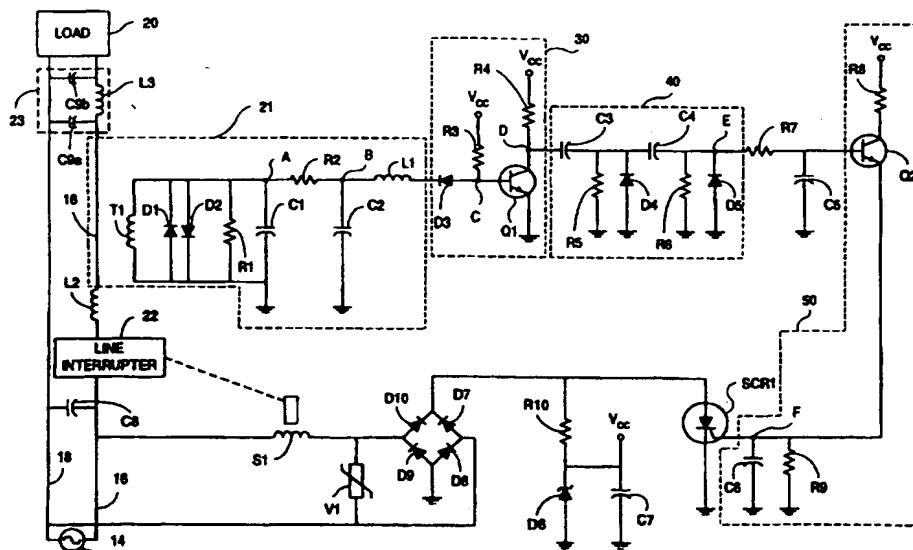 20
LOAD
C9b
L3
23
C9a
21
30
VCC
R4
VCC
R3
D
C
Q1
D3
40
C3
C4
E
R7
R5
D4
R6
D5
C5
VCC
R8
Q2
A
R2
B
L1
16
T1
D1
D2
R1
C1
C2
L2
22
LINE
INTERRUPTER
C8
S1
18
16
14
V1
D10
D7
D9
D8
R10
VCC
D6
C7
SCR1
50
F
C6
R9